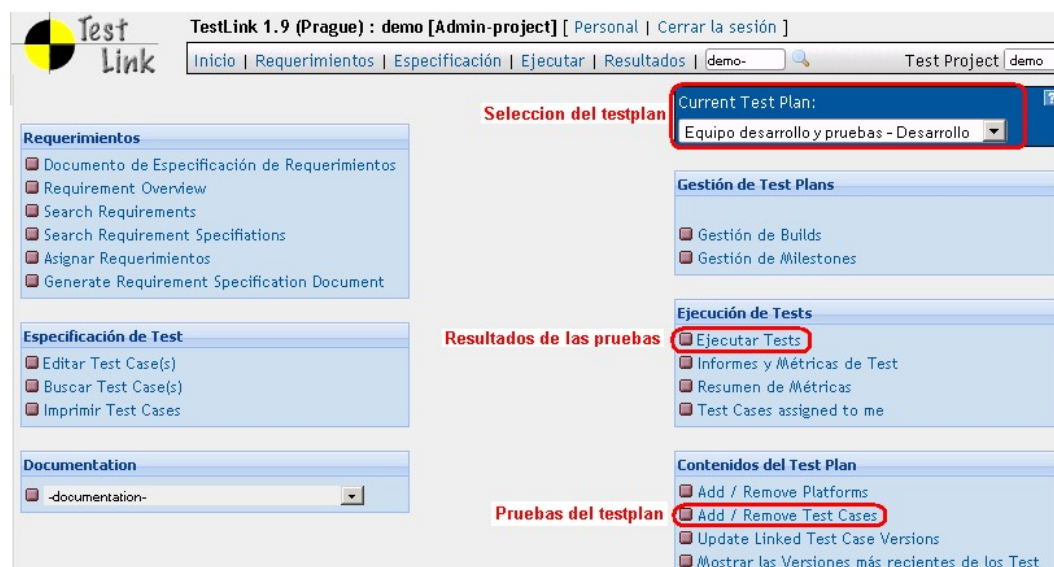 Test Link
TestLink 1.9 (Prague) : demo [Admin-project] [ Personal | Cerrar la sesión ]
Inicio | Requerimientos | Especificación | Ejecutar | Resultados | demo- Test Project demo
Seleccion del testplan
Current Test Plan: ?
Equipo desarrollo y pruebas - Desarrollo
Requerimientos
Documento de Especificación de Requerimientos
Requirement Overview
Search Requirements
Search Requirement Specifiations
Asignar Requerimientos
Generate Requirement Specification Document
Gestión de Test Plans
Gestión de Builds
Gestión de Milestones
Especificación de Test
Editar Test Case(s)
Buscar Test Case(s)
Imprimir Test Cases
Resultados de las pruebas
Ejecución de Tests
Ejecutar Tests
Informes y Métricas de Test
Resumen de Métricas
Test Cases assigned to me
Documentation
-documentation-
Pruebas del testplan
Contenidos del Test Plan
Add / Remove Platforms
Add / Remove Test Cases
Update Linked Test Case Versions
Mostrar las Versiones más recientes de los Test